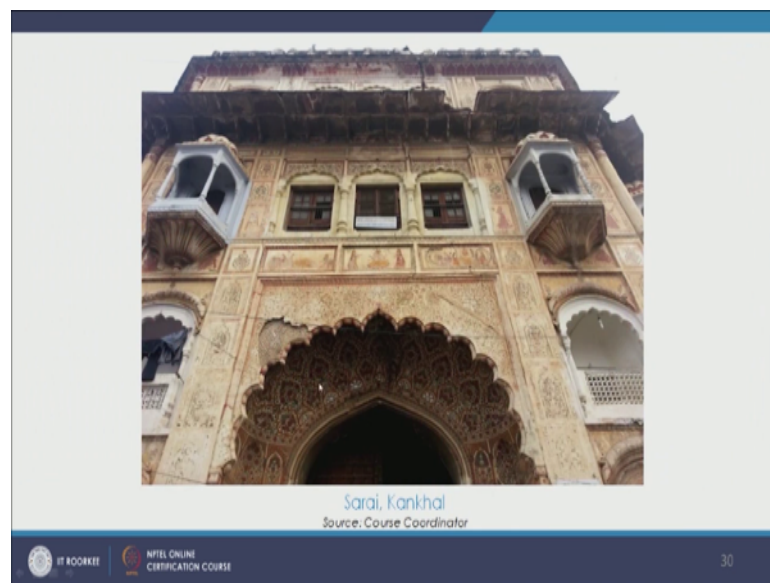 Sarai, Kankhal
Source: Course Coordinator
IIT ROORKEE
NPTEL ONLINE
CERTIFICATION COURSE
30